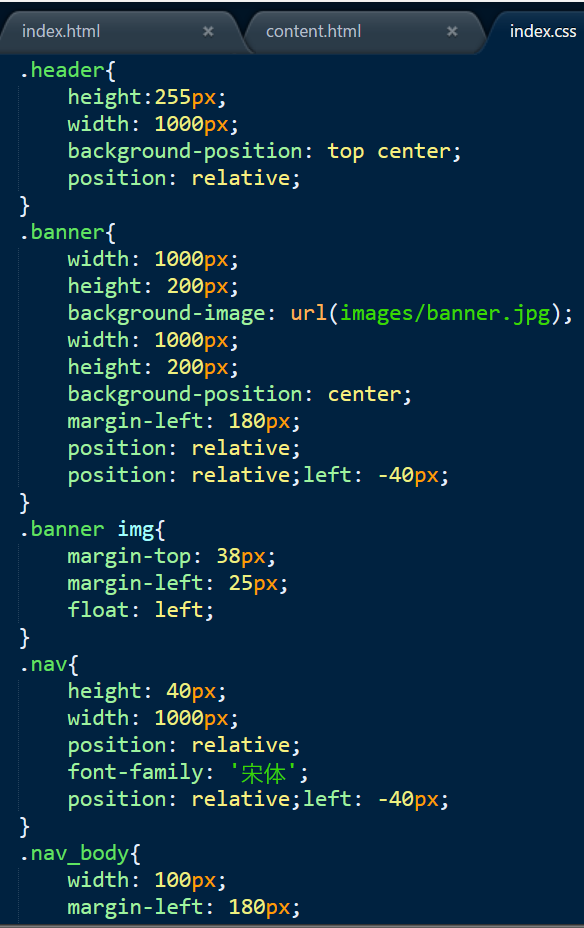 index.html × content.html × index.css
.header{
height:255px;
width: 1000px;
background-position: top center;
position: relative;
}
.banner{
width: 1000px;
height: 200px;
background-image: url(images/banner.jpg);
width: 1000px;
height: 200px;
background-position: center;
margin-left: 180px;
position: relative;
position: relative;left: -40px;
}
.banner img{
margin-top: 38px;
margin-left: 25px;
float: left;
}
.nav{
height: 40px;
width: 1000px;
position: relative;
font-family: '宋体';
position: relative;left: -40px;
}
.nav_body{
width: 100px;
margin-left: 180px;